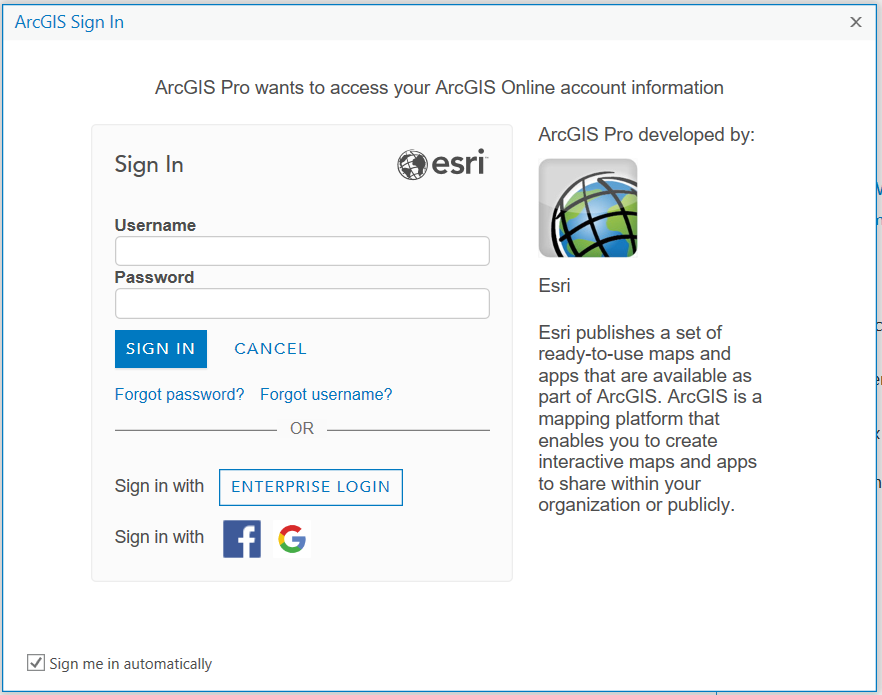 ArcGIS Sign In
ArcGIS Pro wants to access your ArcGIS Online account information
Sign In
esri
Username
Password
SIGN IN
CANCEL
Forgot password?
Forgot username?
OR
Sign in with
ENTERPRISE LOGIN
Sign in with
ArcGIS Pro developed by:
Esri
Esri publishes a set of
ready-to-use maps and
apps that are available as
part of ArcGIS. ArcGIS is a
mapping platform that
enables you to create
interactive maps and apps
to share within your
organization or publicly.
Sign me in automatically